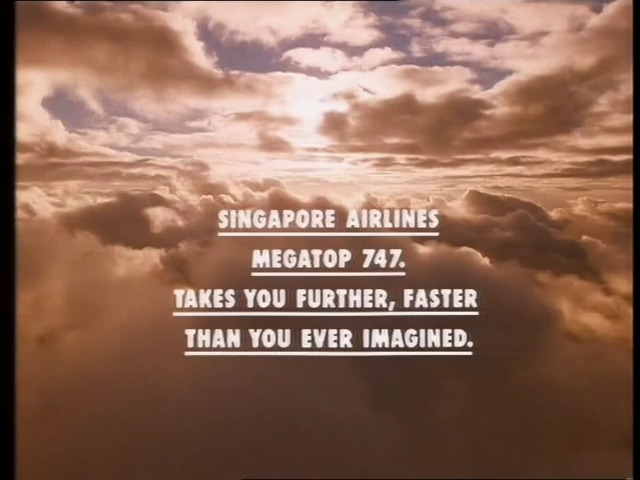 SINGAPORE AIRLINES
MEGATOP 747.
TAKES YOU FURTHER, FASTER
THAN YOU EVER IMAGINED.